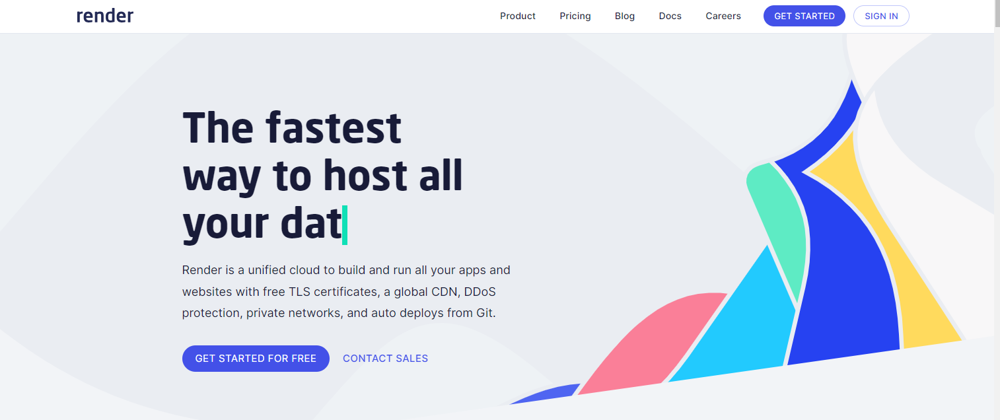 render
Product
Pricing
Blog
Docs
Careers
GET STARTED
SIGN IN
The fastest
way to host all
your dat
Render is a unified cloud to build and run all your apps and
websites with free TLS certificates, a global CDN, DDoS
protection, private networks, and auto deploys from Git.
GET STARTED FOR FREE
CONTACT SALES